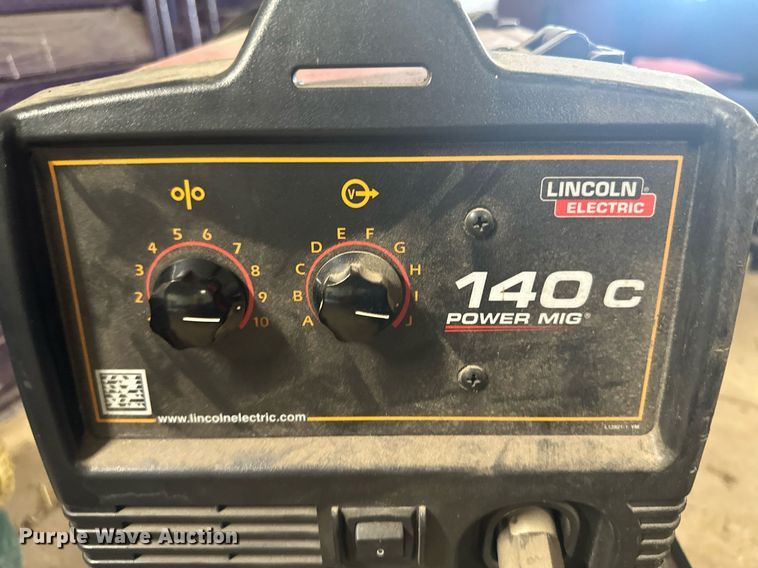 o|o
V
LINCOLN®
ELECTRIC
1 2 3 4 5 6 7 8 9 10
A B C D E F G H I J
140 C
POWER MIG®
www.lincolnelectric.com
Purple Wave Auction